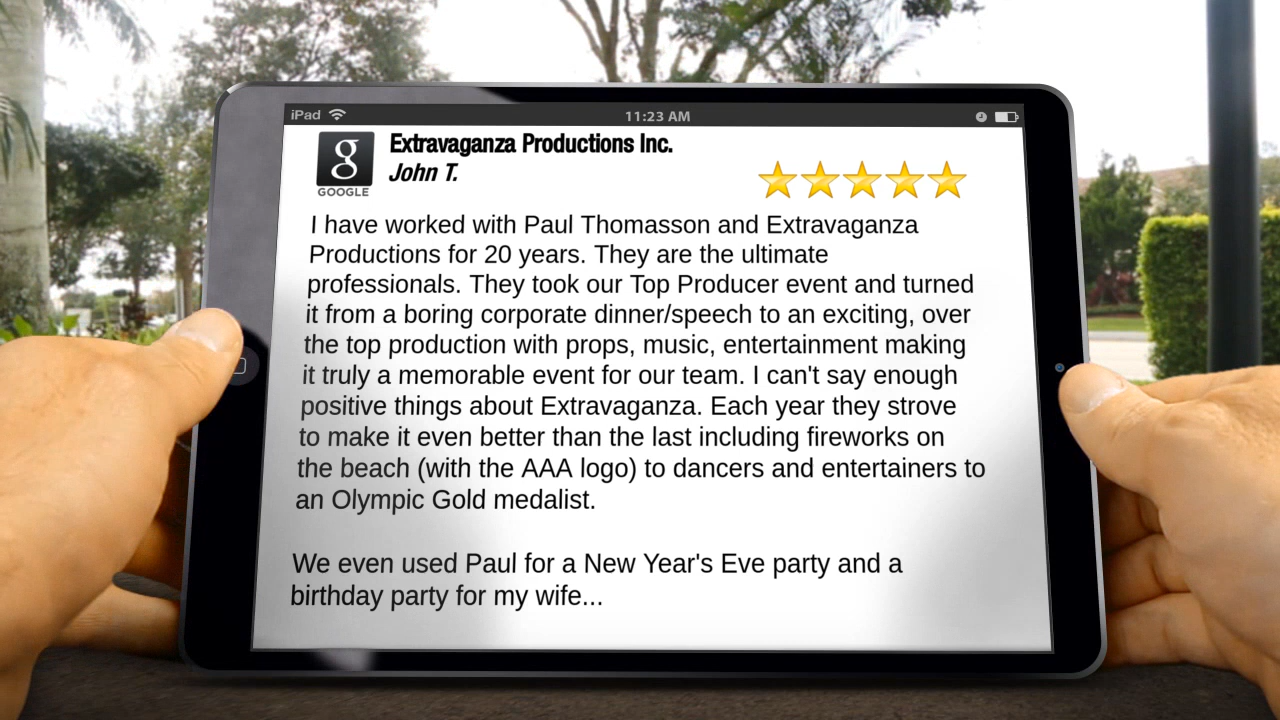 iPad
11:23 AM
g
GOOGLE
Extravaganza Productions Inc.
John T.
I have worked with Paul Thomasson and Extravaganza
Productions for 20 years. They are the ultimate
professionals. They took our Top Producer event and turned
it from a boring corporate dinner/speech to an exciting, over
the top production with props, music, entertainment making
it truly a memorable event for our team. I can't say enough
positive things about Extravaganza. Each year they strove
to make it even better than the last including fireworks on
the beach (with the AAA logo) to dancers and entertainers to
an Olympic Gold medalist.
We even used Paul for a New Year's Eve party and a
birthday party for my wife...